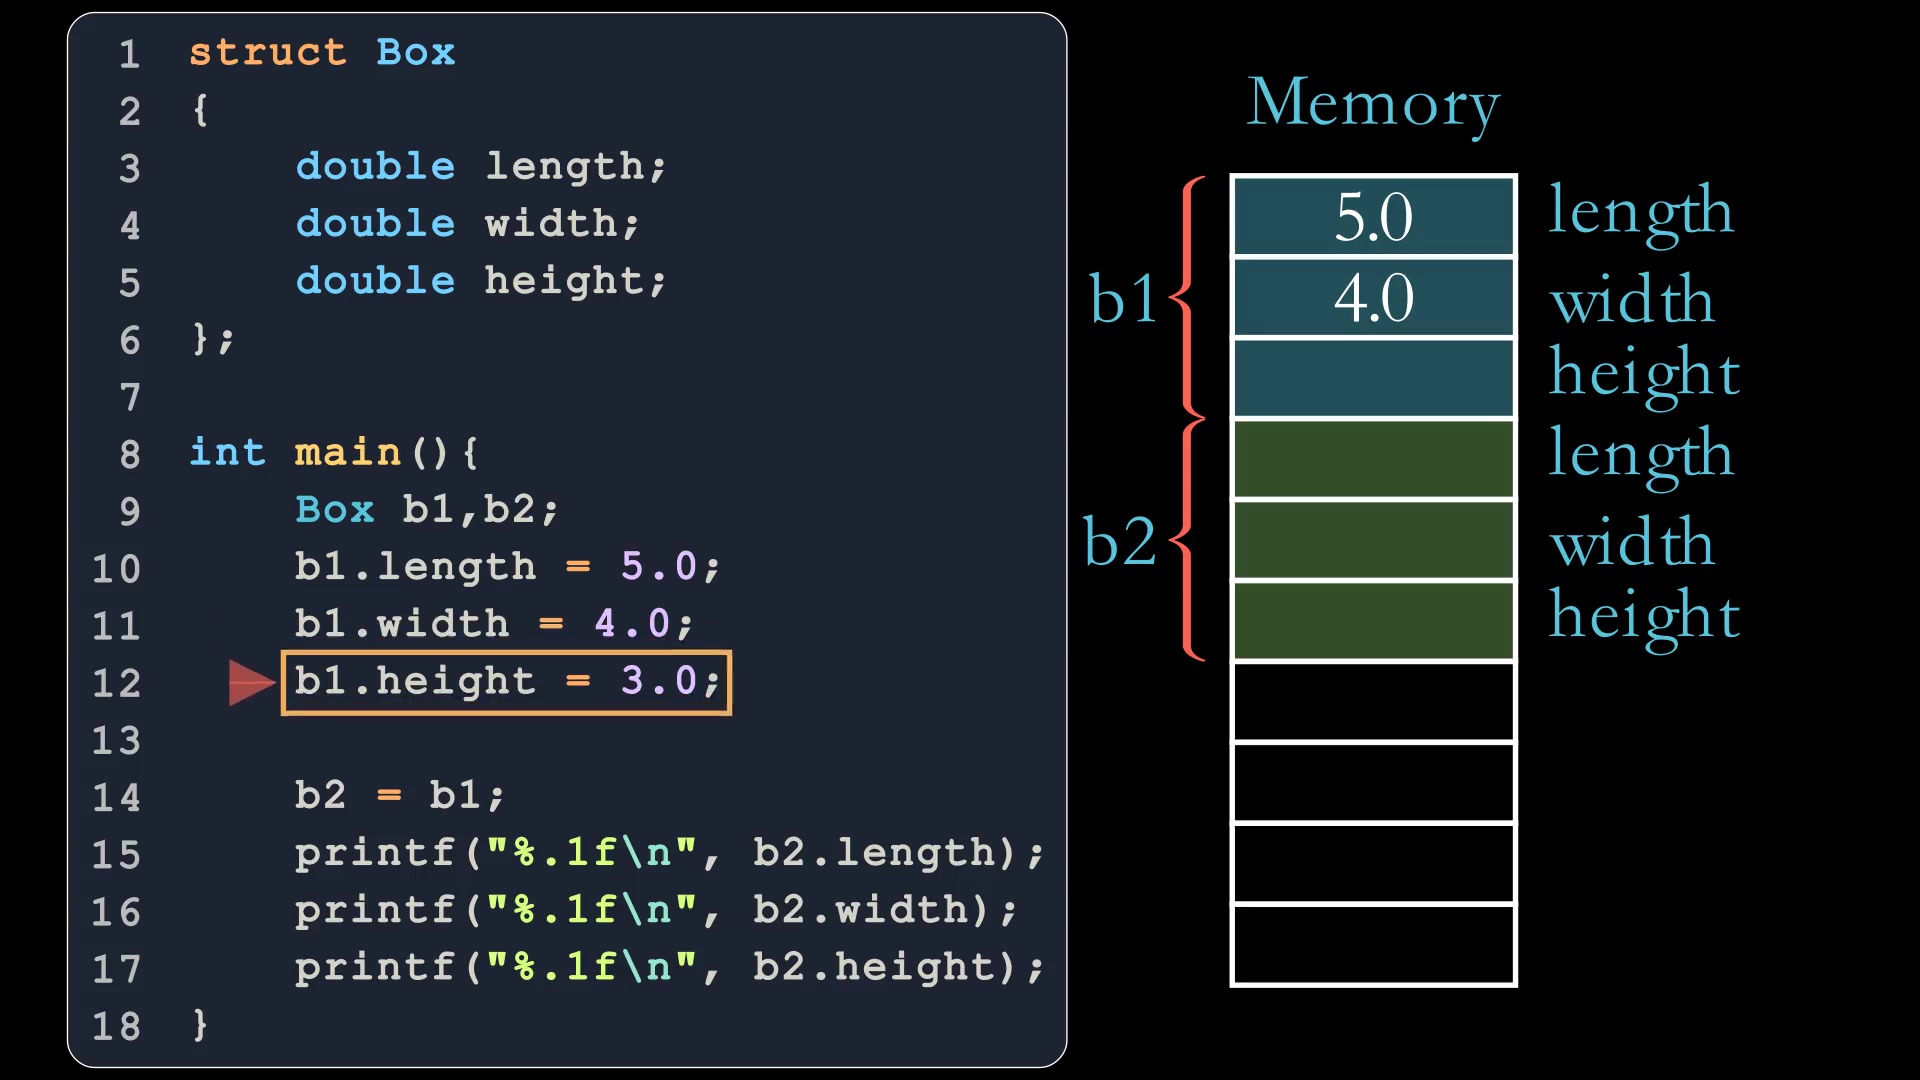 1 struct Box
2 {
3 double length;
4 double width;
5 double height;
6 };
7
8 int main(){
9 Box b1,b2;
10 b1.length = 5.0;
11 b1.width = 4.0;
12 b1.height = 3.0;
13
14 b2 = b1;
15 printf("%.1f\n", b2.length);
16 printf("%.1f\n", b2.width);
17 printf("%.1f\n", b2.height);
18 }
Memory
b1
5.0 length
4.0 width
height
b2
length
width
height